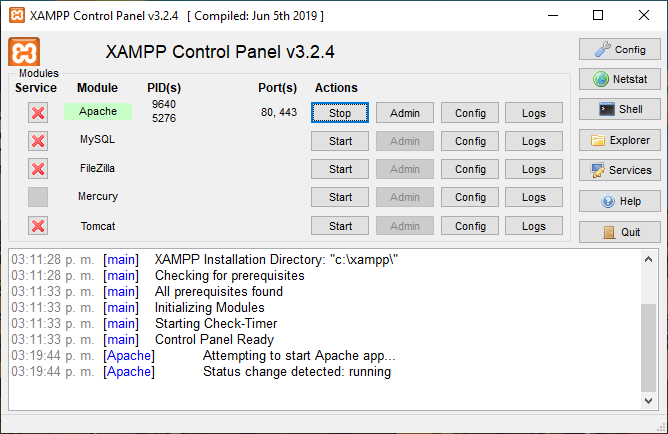 XAMPP Control Panel v3.2.4 [ Compiled: Jun 5th 2019 ]
XAMPP Control Panel v3.2.4
Config
Modules
Service Module PID(s) Port(s) Actions
Netstat
Apache 9640 5276 80, 443 Stop Admin Config Logs
Shell
MySQL Start Admin Config Logs
Explorer
FileZilla Start Admin Config Logs
Services
Mercury Start Admin Config Logs
Help
Tomcat Start Admin Config Logs
Quit
03:11:28 p. m. [main] XAMPP Installation Directory: "c:\xampp\"
03:11:28 p. m. [main] Checking for prerequisites
03:11:33 p. m. [main] All prerequisites found
03:11:33 p. m. [main] Initializing Modules
03:11:33 p. m. [main] Starting Check-Timer
03:11:33 p. m. [main] Control Panel Ready
03:19:44 p. m. [Apache] Attempting to start Apache app...
03:19:44 p. m. [Apache] Status change detected: running